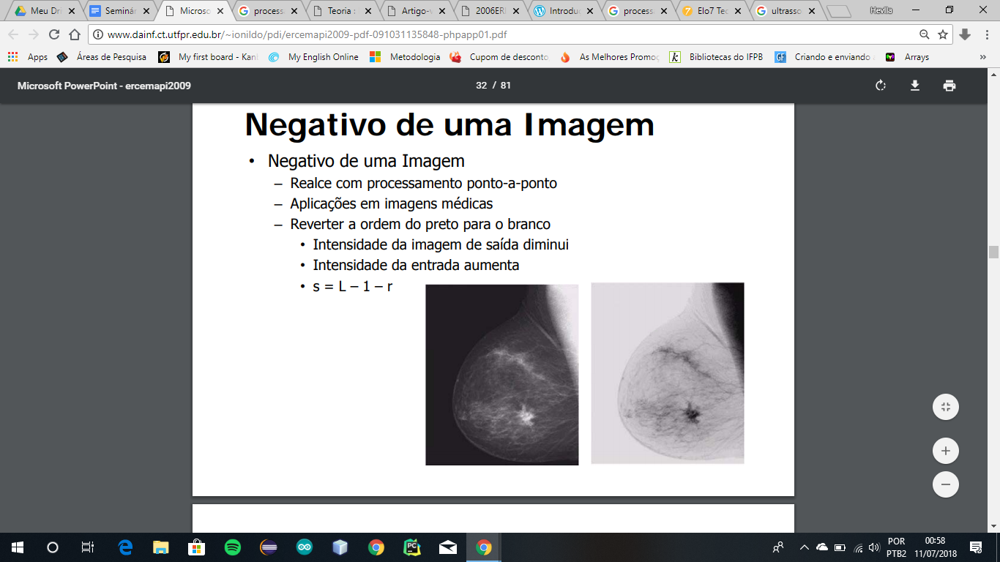 Meu Dri
Seminár
Microso
process
Teoria
Artigo-
2006ER
Introduç
process
Elo7 Tec
ultrasso
Hevila
www.dainf.ct.utfpr.edu.br/~ionildo/pdi/ercemapi2009-pdf-091031135848-phpapp01.pdf
Apps Áreas de Pesquisa My first board - Kan My English Online Metodologia Cupom de desconto As Melhores Promoç Bibliotecas do IFPB Criando e enviando Arrays »
Microsoft PowerPoint - ercemapi2009 32 / 81
Negativo de uma Imagem
• Negativo de uma Imagem
– Realce com processamento ponto-a-ponto
– Aplicações em imagens médicas
– Reverter a ordem do preto para o branco
• Intensidade da imagem de saída diminui
• Intensidade da entrada aumenta
• s = L – 1 – r
POR 00:58
PTB2 11/07/2018